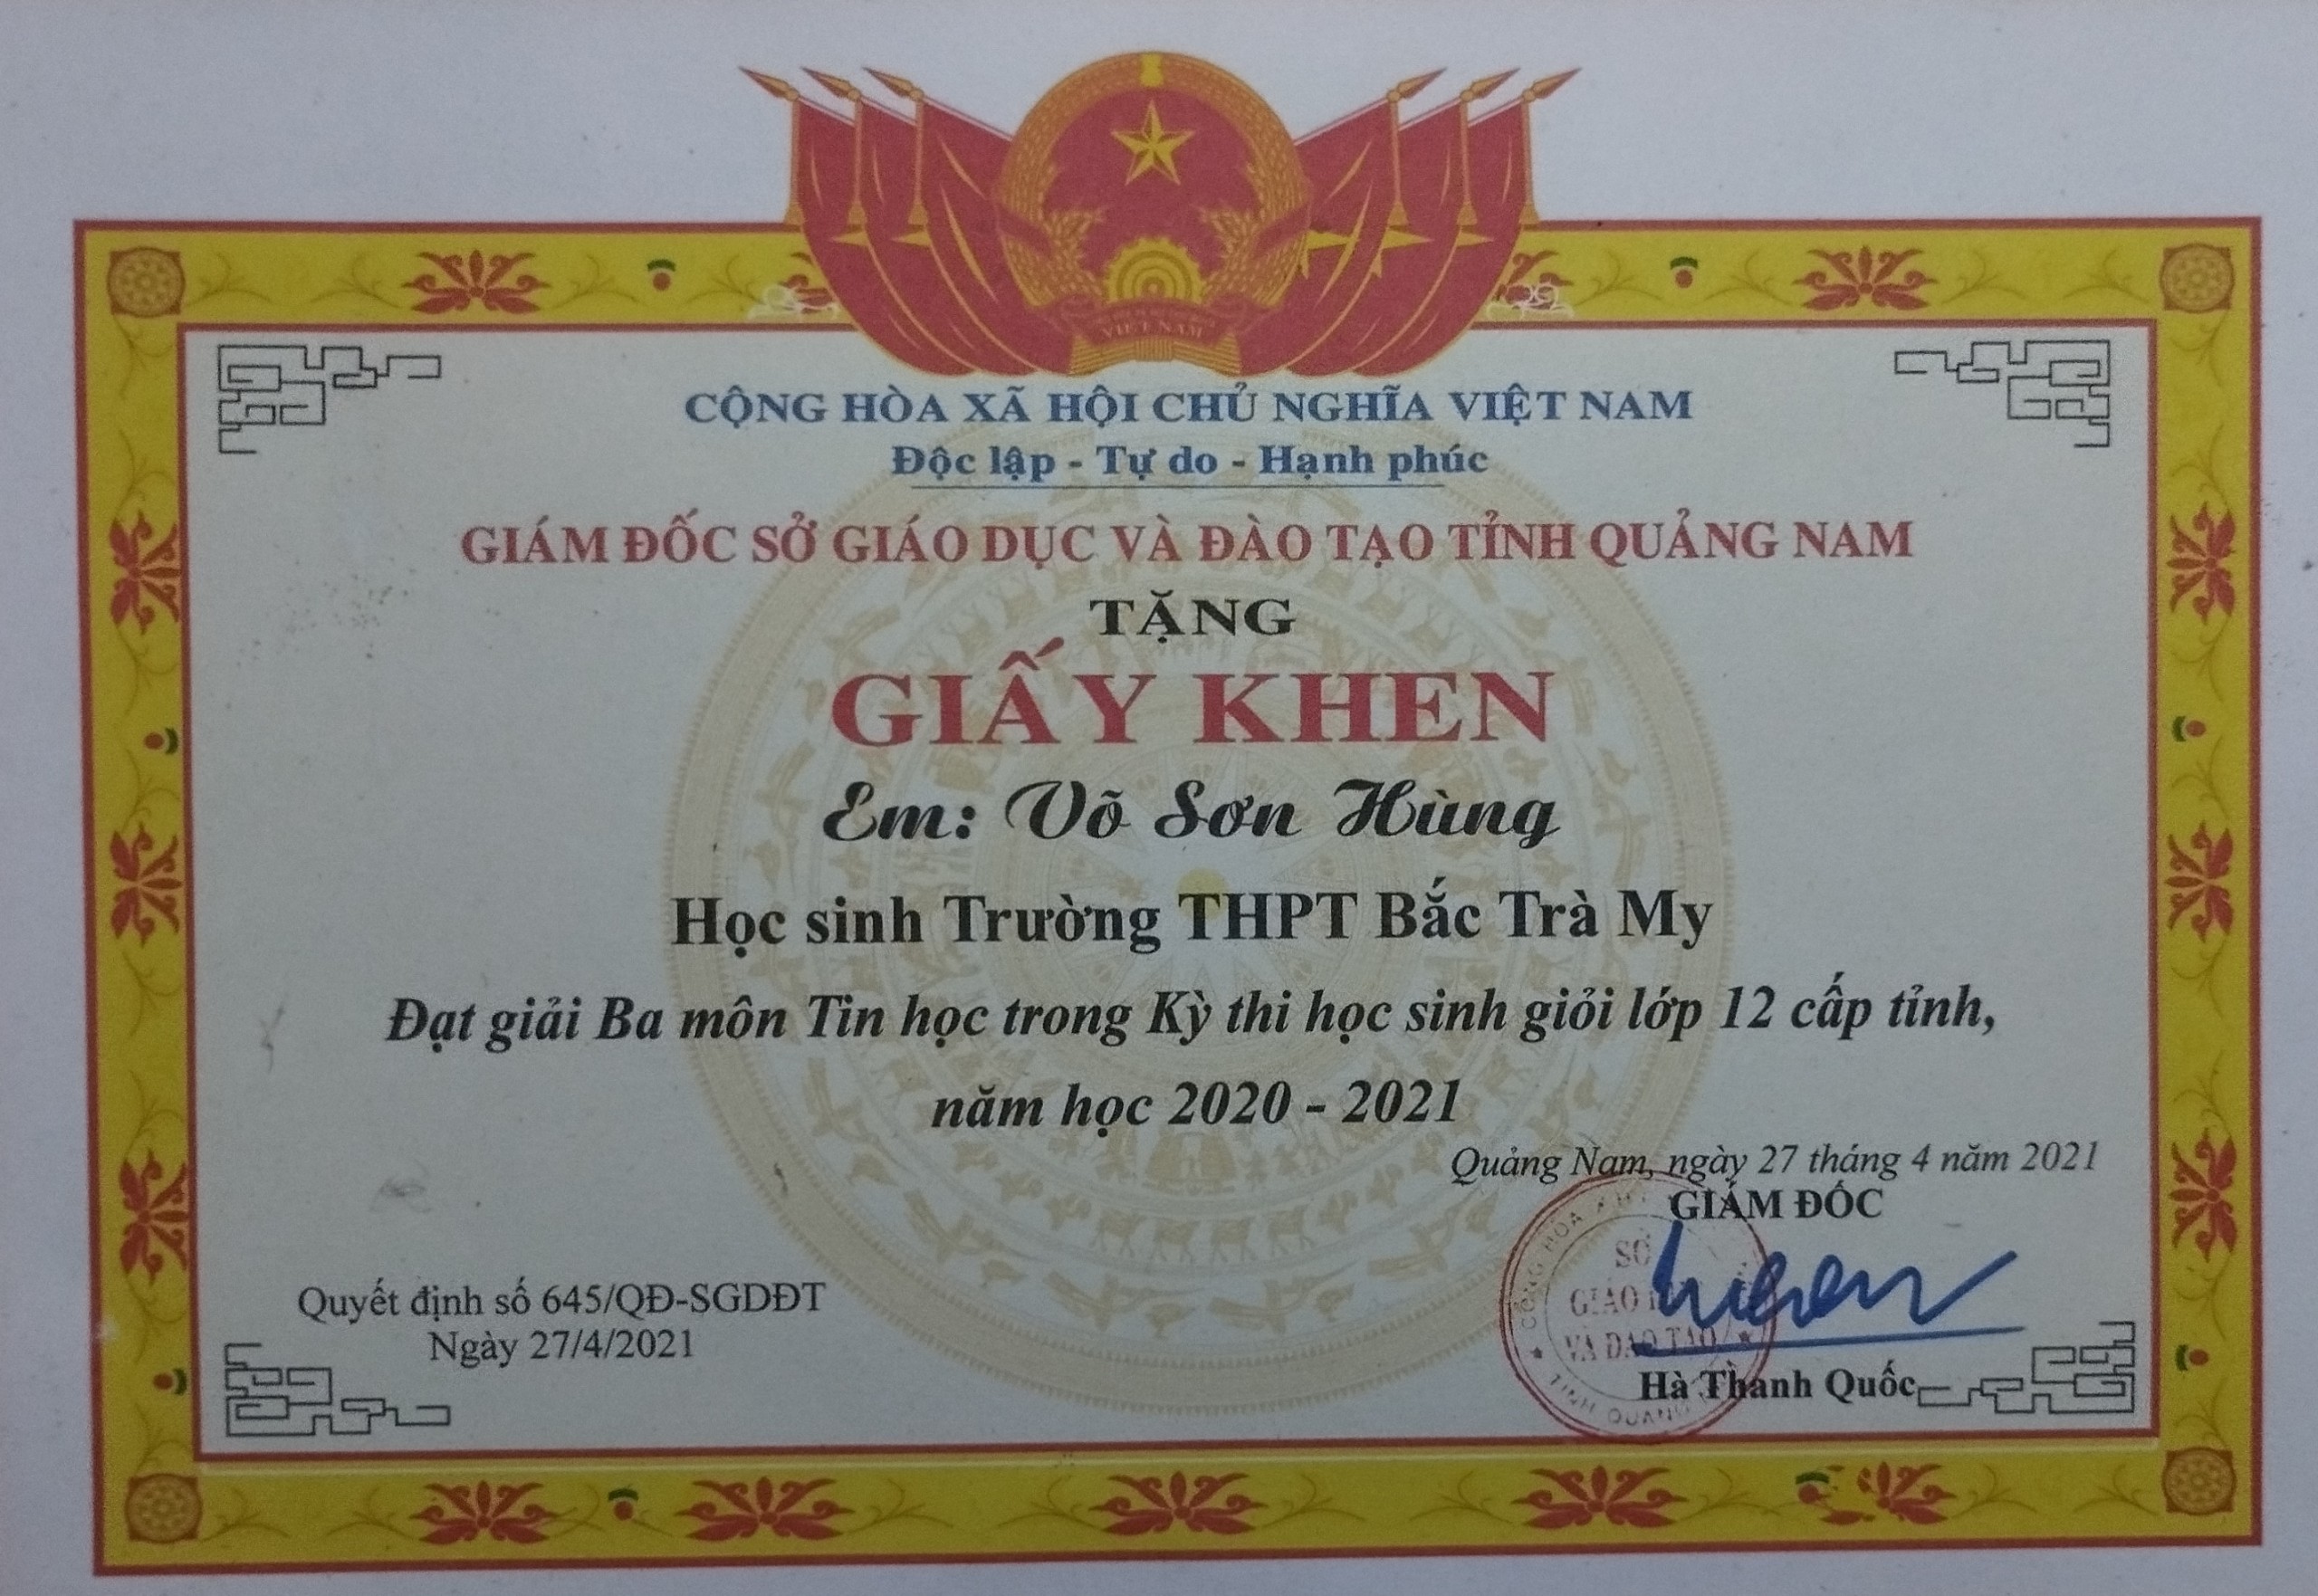 VIỆT NAM
CỘNG HÒA XÃ HỘI CHỦ NGHĨA VIỆT NAM
Độc lập - Tự do - Hạnh phúc
GIÁM ĐỐC SỞ GIÁO DỤC VÀ ĐÀO TẠO TỈNH QUẢNG NAM
TẶNG
GIẤY KHEN
Em: Võ Sơn Hùng
Học sinh Trường THPT Bắc Trà My
Đạt giải Ba môn Tin học trong Kỳ thi học sinh giỏi lớp 12 cấp tỉnh,
năm học 2020 - 2021
Quảng Nam, ngày 27 tháng 4 năm 2021
GIÁM ĐỐC
SỞ
GIÁO
VÀ ĐÀO TẠO
TỈNH QUẢNG
Hà Thanh Quốc
Quyết định số 645/QĐ-SGDĐT
Ngày 27/4/2021